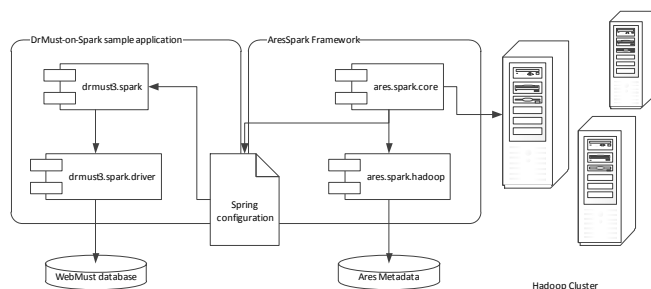 DrMust-on-Spark sample application
AresSpark Framework
drmust3.spark
ares.spark.core
drmust3.spark.driver
ares.spark.hadoop
Spring
configuration
WebMust database
Ares Metadata
Hadoop Cluster